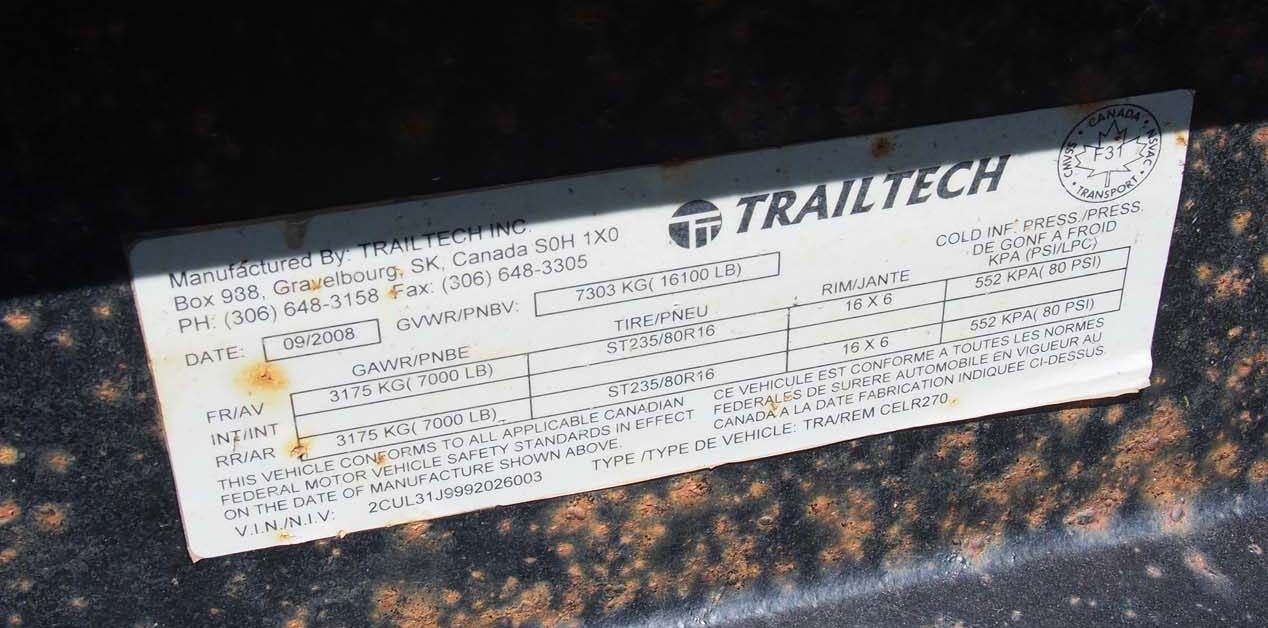 Manufactured By: TRAILTECH INC.
Box 938, Gravelbourg, SK, Canada S0H 1X0
PH: (306) 648-3158 Fax: (306) 648-3305
TRAILTECH
CANADA
CMVSS
NSVAC
F31
TRANSPORT
DATE: 09/2008 GVWR/PNBV: 7303 KG( 16100 LB)
COLD INF. PRESS./PRESS.
DE GONF A FROID
KPA (PSI/LPC)
GAWR/PNBE TIRE/PNEU RIM/JANTE
FR/AV 3175 KG( 7000 LB) ST235/80R16 16 X 6 552 KPA( 80 PSI)
INT/INT
RR/AR 3175 KG( 7000 LB) ST235/80R16 16 X 6 552 KPA( 80 PSI)
THIS VEHICLE CONFORMS TO ALL APPLICABLE CANADIAN
FEDERAL MOTOR VEHICLE SAFETY STANDARDS IN EFFECT
ON THE DATE OF MANUFACTURE SHOWN ABOVE.
CE VEHICULE EST CONFORME A TOUTES LES NORMES
FEDERALES DE SURERE AUTOMOBILE EN VIGUEUR AU
CANADA A LA DATE FABRICATION INDIQUEE CI-DESSUS.
V.I.N./N.I.V: 2CUL31J9992026003 TYPE /TYPE DE VEHICLE: TRA/REM CELR270